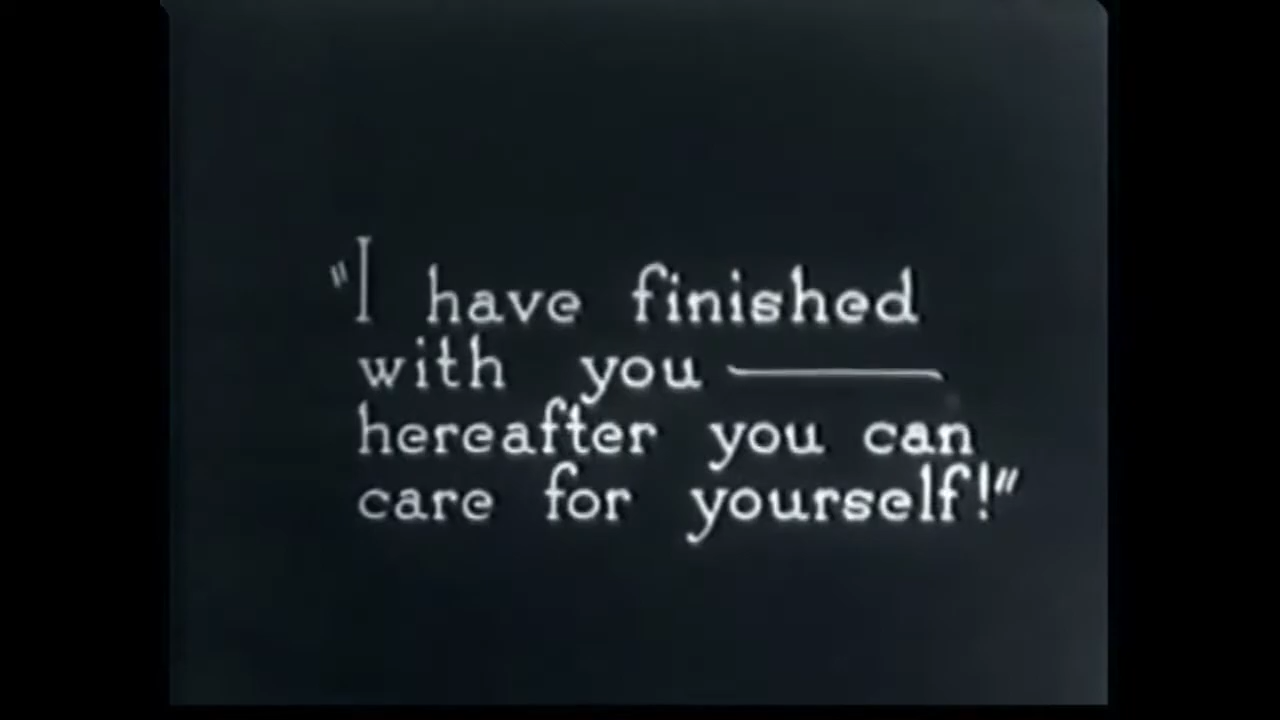 "I have finished
with you ———
hereafter you can
care for yourself!"